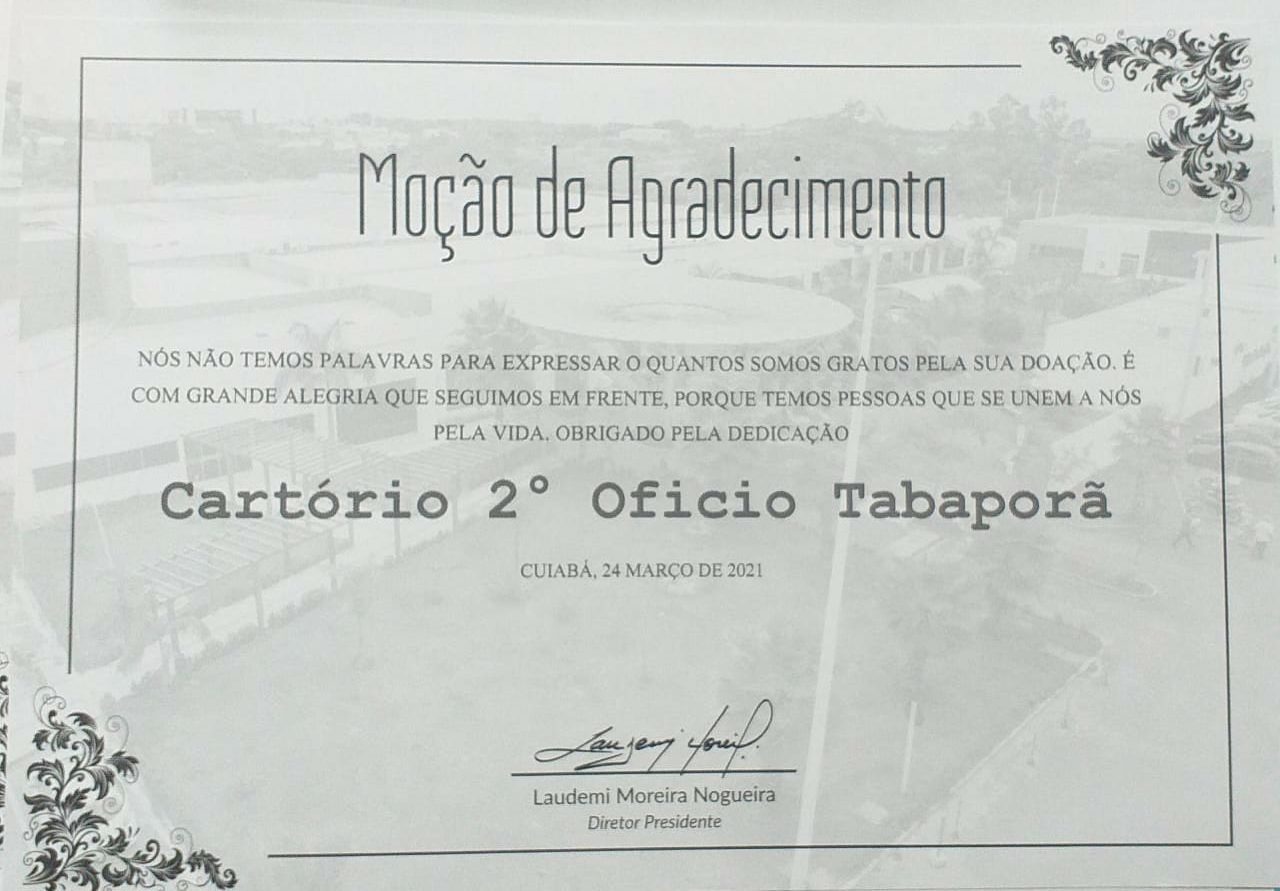 Moção de Agradecimento
NÓS NÃO TEMOS PALAVRAS PARA EXPRESSAR O QUANTOS SOMOS GRATOS PELA SUA DOAÇÃO. É
COM GRANDE ALEGRIA QUE SEGUIMOS EM FRENTE, PORQUE TEMOS PESSOAS QUE SE UNEM A NÓS
PELA VIDA. OBRIGADO PELA DEDICAÇÃO
Cartório 2° Oficio Tabaporã
CUIABÁ, 24 MARÇO DE 2021
Laudemi Moreira Nogueira
Diretor Presidente